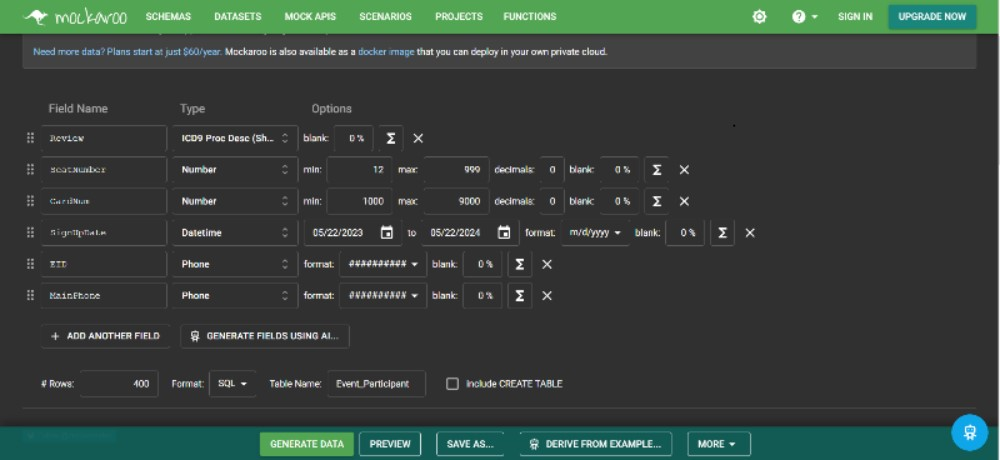 mockaroo SCHEMAS DATASETS MOCK APIS SCENARIOS PROJECTS FUNCTIONS SIGN IN UPGRADE NOW
Need more data? Plans start at just $60/year. Mockaroo is also available as a docker image that you can deploy in your own private cloud.
Field Name Type Options
Review ICD9 Proc Desc (Sh... blank: 0 % Σ ×
SeatNumber Number min: 12 max: 999 decimals: 0 blank: 0 % Σ ×
CardNum Number min: 1000 max: 9000 decimals: 0 blank: 0 % Σ ×
SignUpDate Datetime 05/22/2023 to 05/22/2024 format: m/d/yyyy blank: 0 % Σ ×
EID Phone format: ########## blank: 0 % Σ ×
MainPhone Phone format: ########## blank: 0 % Σ ×
+ ADD ANOTHER FIELD GENERATE FIELDS USING AI...
# Rows: 400 Format: SQL Table Name: Event_Participant Include CREATE TABLE
GENERATE DATA PREVIEW SAVE AS... DERIVE FROM EXAMPLE... MORE